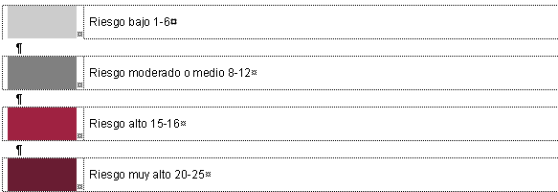 Riesgo bajo 1-6¤
¶
Riesgo moderado o medio 8-12¤
¶
Riesgo alto 15-16¤
¶
Riesgo muy alto 20-25¤